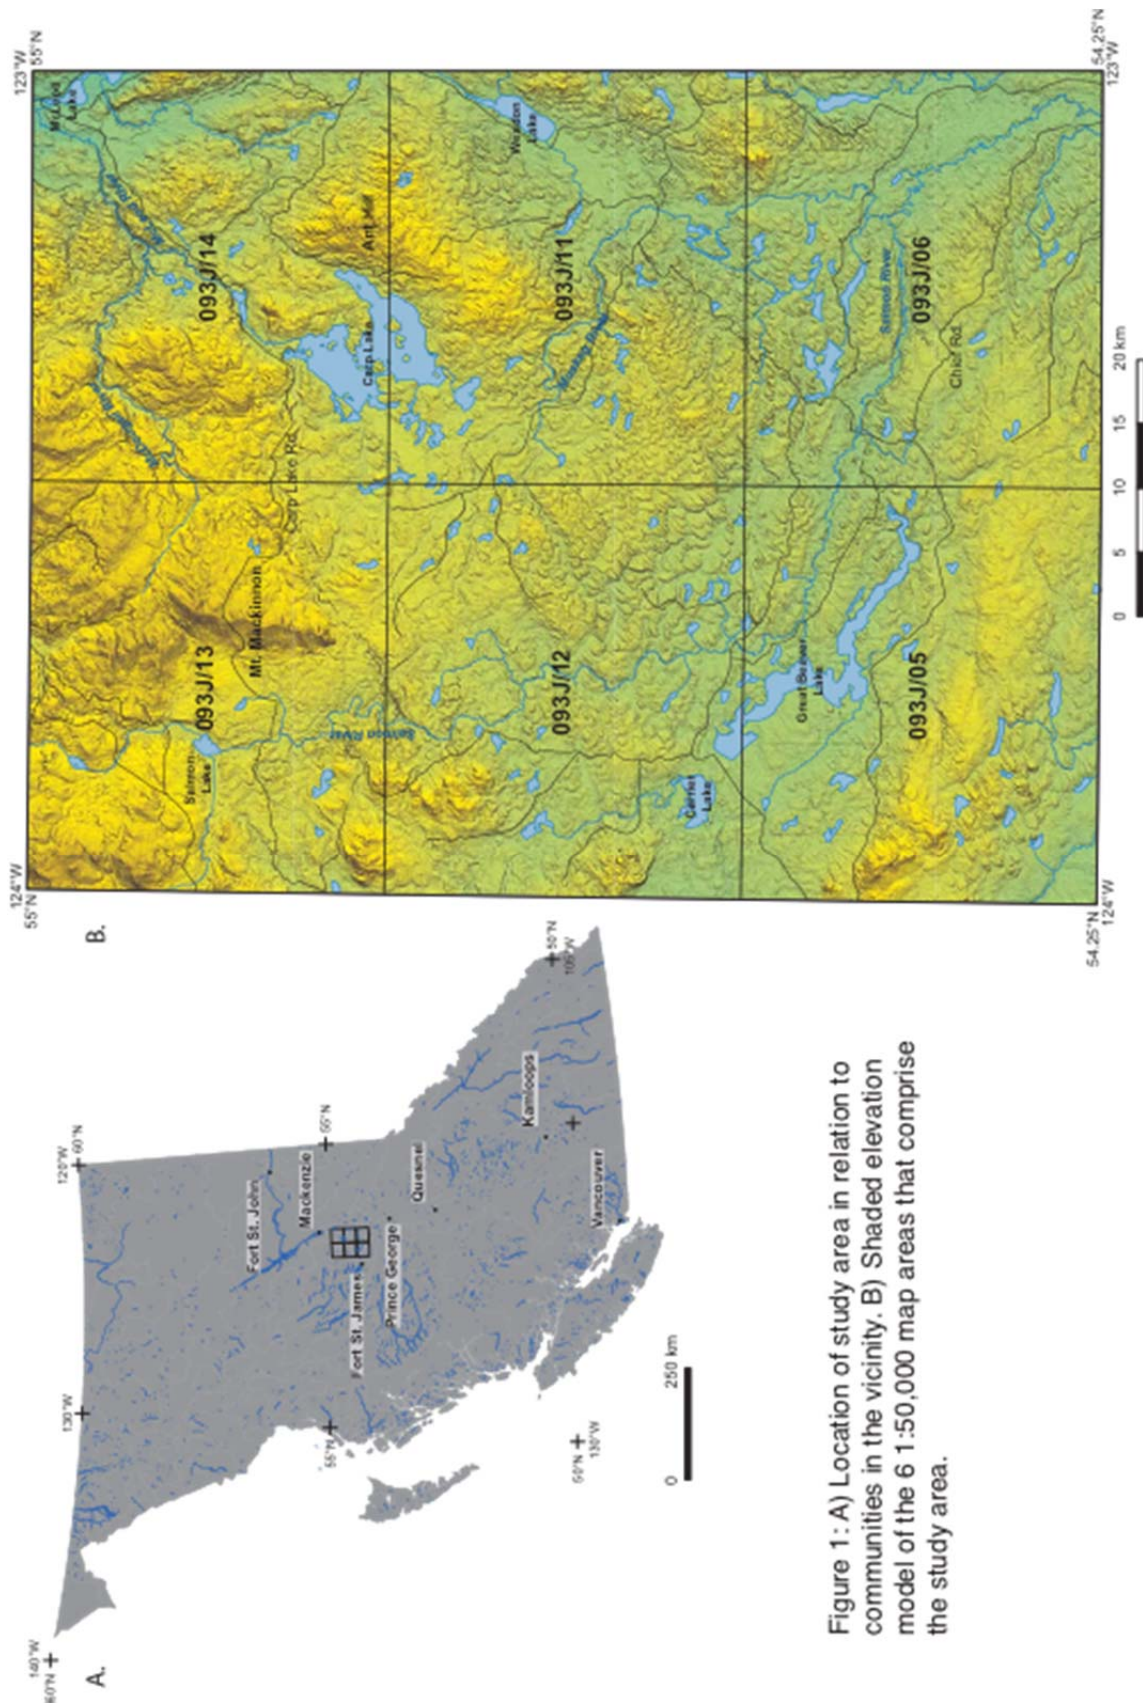 A.
140°W
60°N
130°W
120°W
60°N
Fort St. John
Mackenzie
55°N
55°N
Fort St. James
Prince George
Quesnel
Kamloops
50°N
Vancouver
50°N
130°W
0 250 km
B.
124°W
55°N
123°W
55°N
McLeod
Lake
McLeod River
Salmon
Lake
093J/13
093J/14
Mt. Mackinnon
Carp Lake Rd
Carp Lake
Salmon River
Weedon
Lake
093J/12
093J/11
Carrier
Lake
Great Beaver
Lake
Salmon River
093J/05
093J/06
Chief Rd
54.25°N
124°W
54.25°N
123°W
0 5 10 15 20 km
Figure 1: A) Location of study area in relation to
communities in the vicinity. B) Shaded elevation
model of the 6 1:50,000 map areas that comprise
the study area.